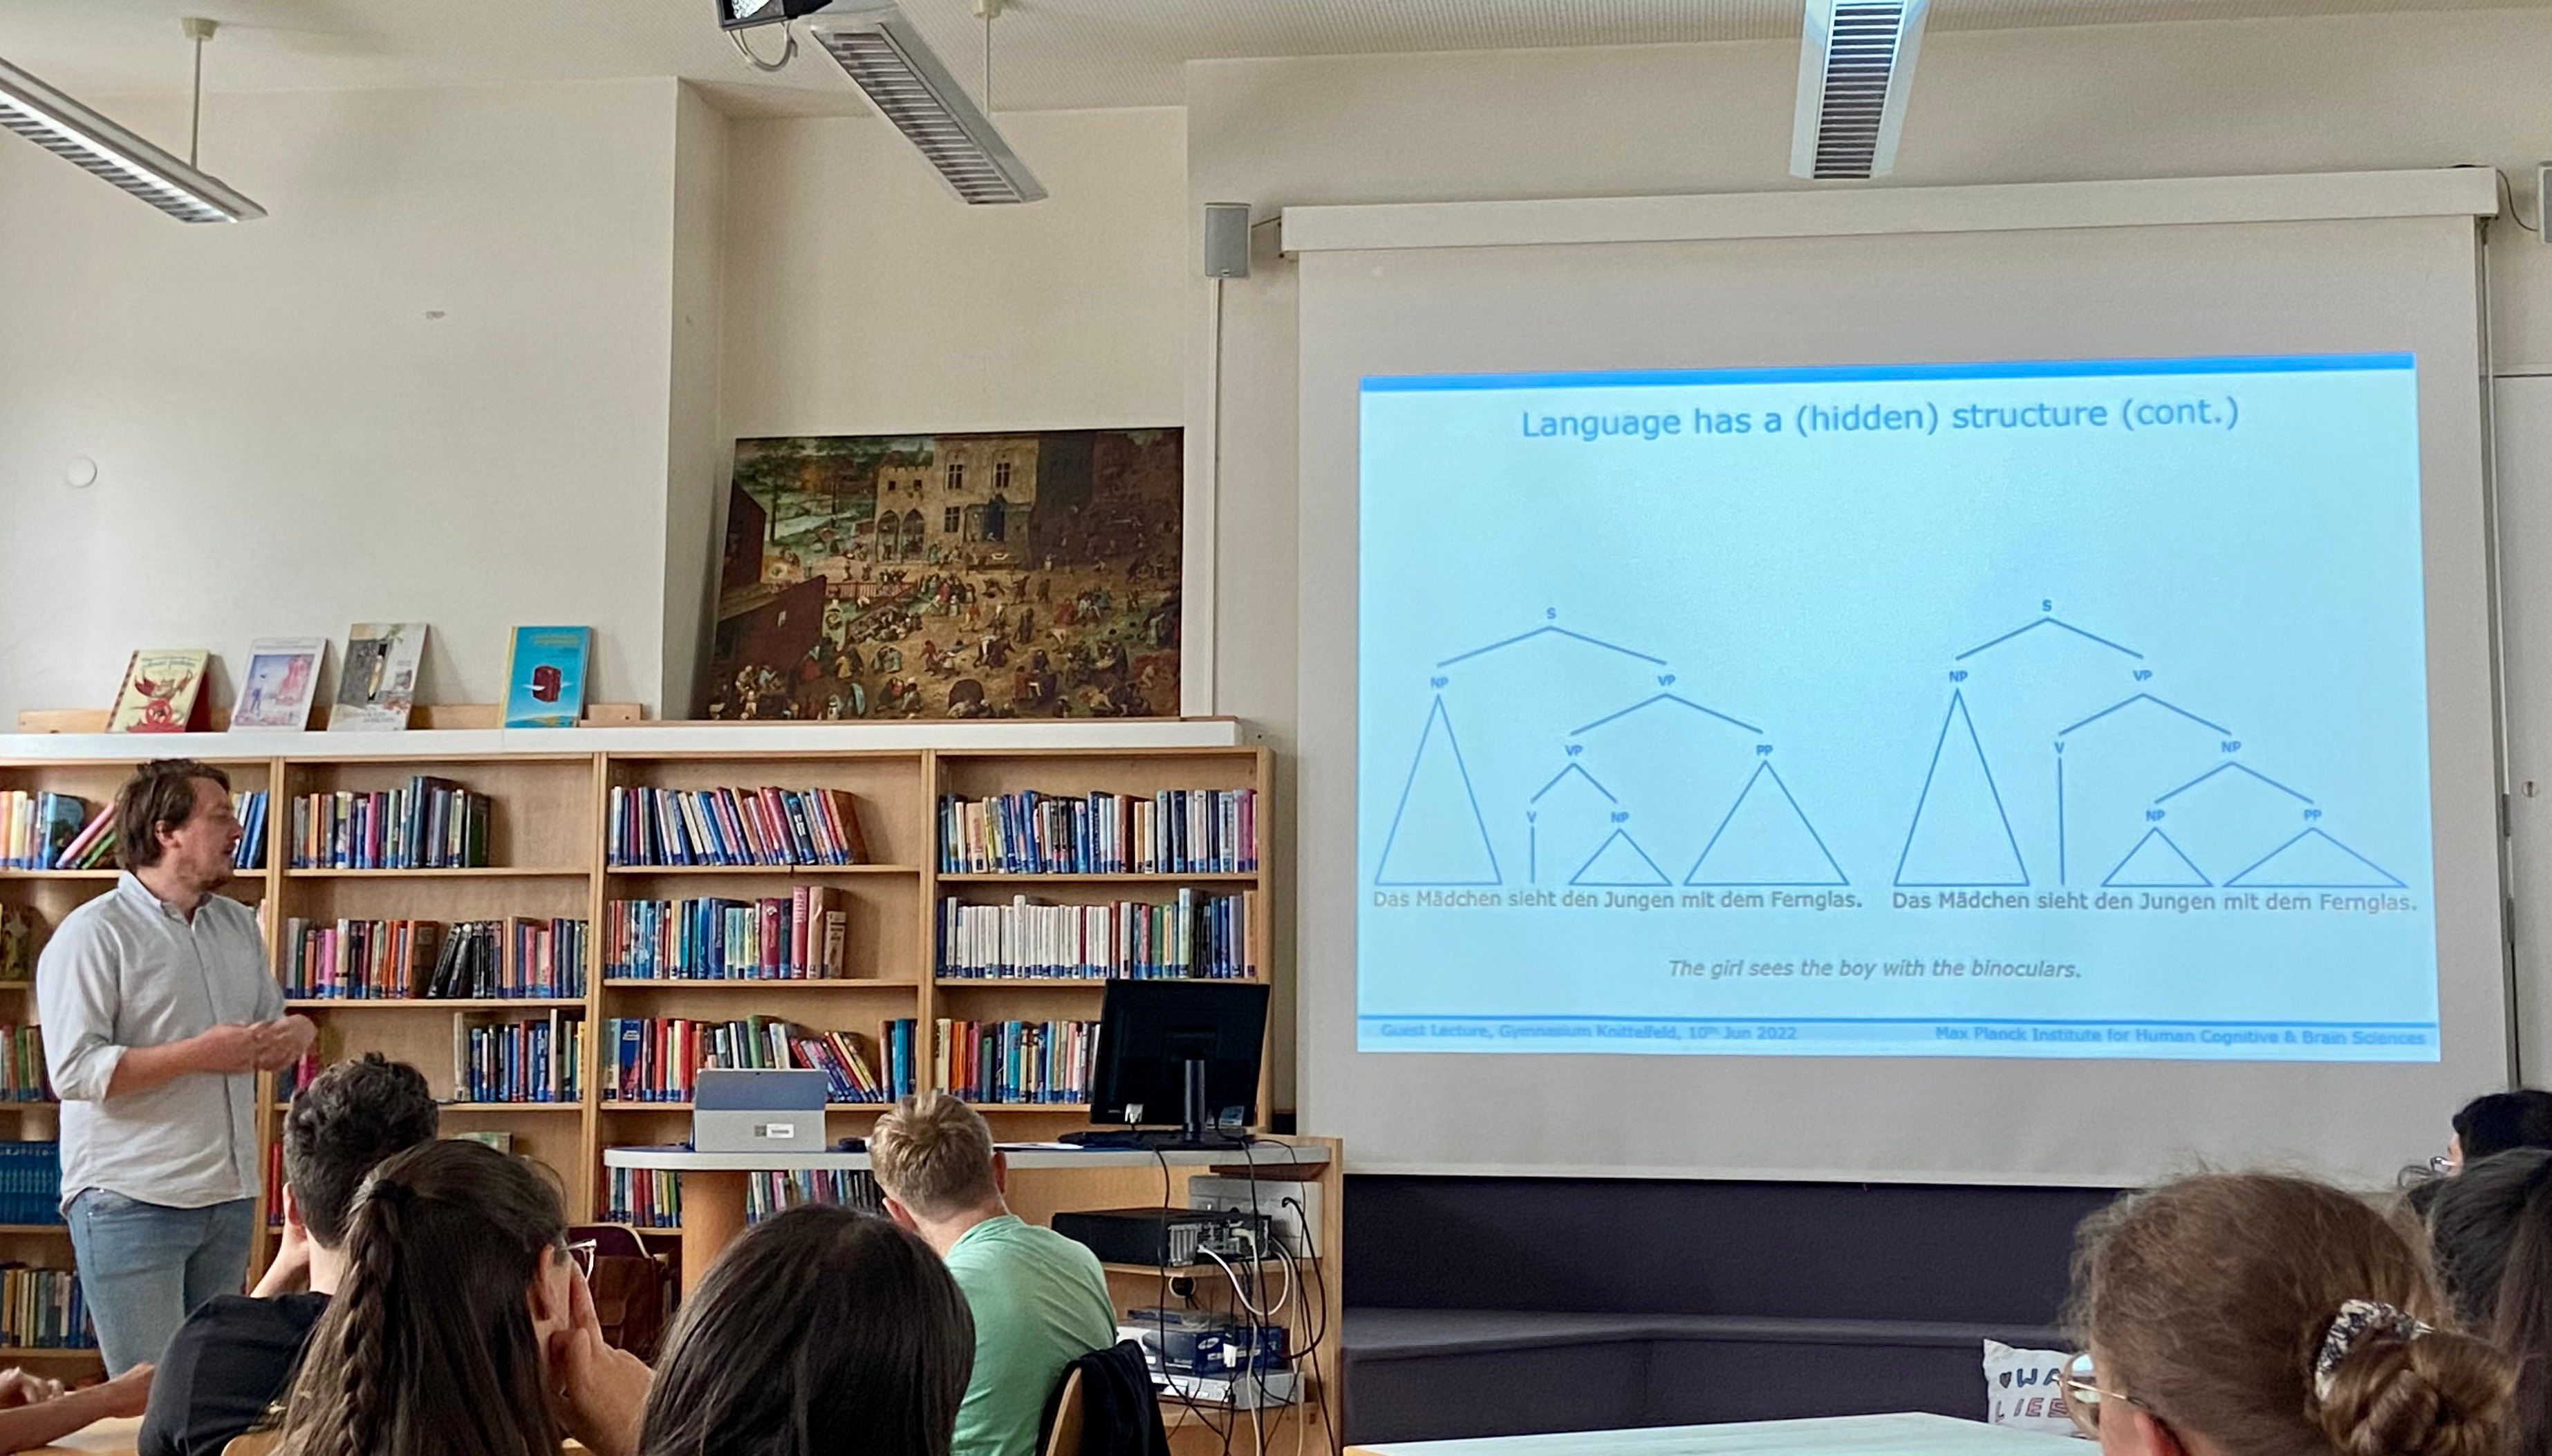 Language has a (hidden) structure (cont.)
S
S
NP
VP
NP
VP
VP
PP
V
NP
V
NP
NP
PP
Das Mädchen sieht den Jungen mit dem Fernglas.
Das Mädchen sieht den Jungen mit dem Fernglas.
The girl sees the boy with the binoculars.
Guest Lecture, Gymnasium Knittelfeld, 10th Jun 2022
Max Planck Institute for Human Cognitive & Brain Sciences